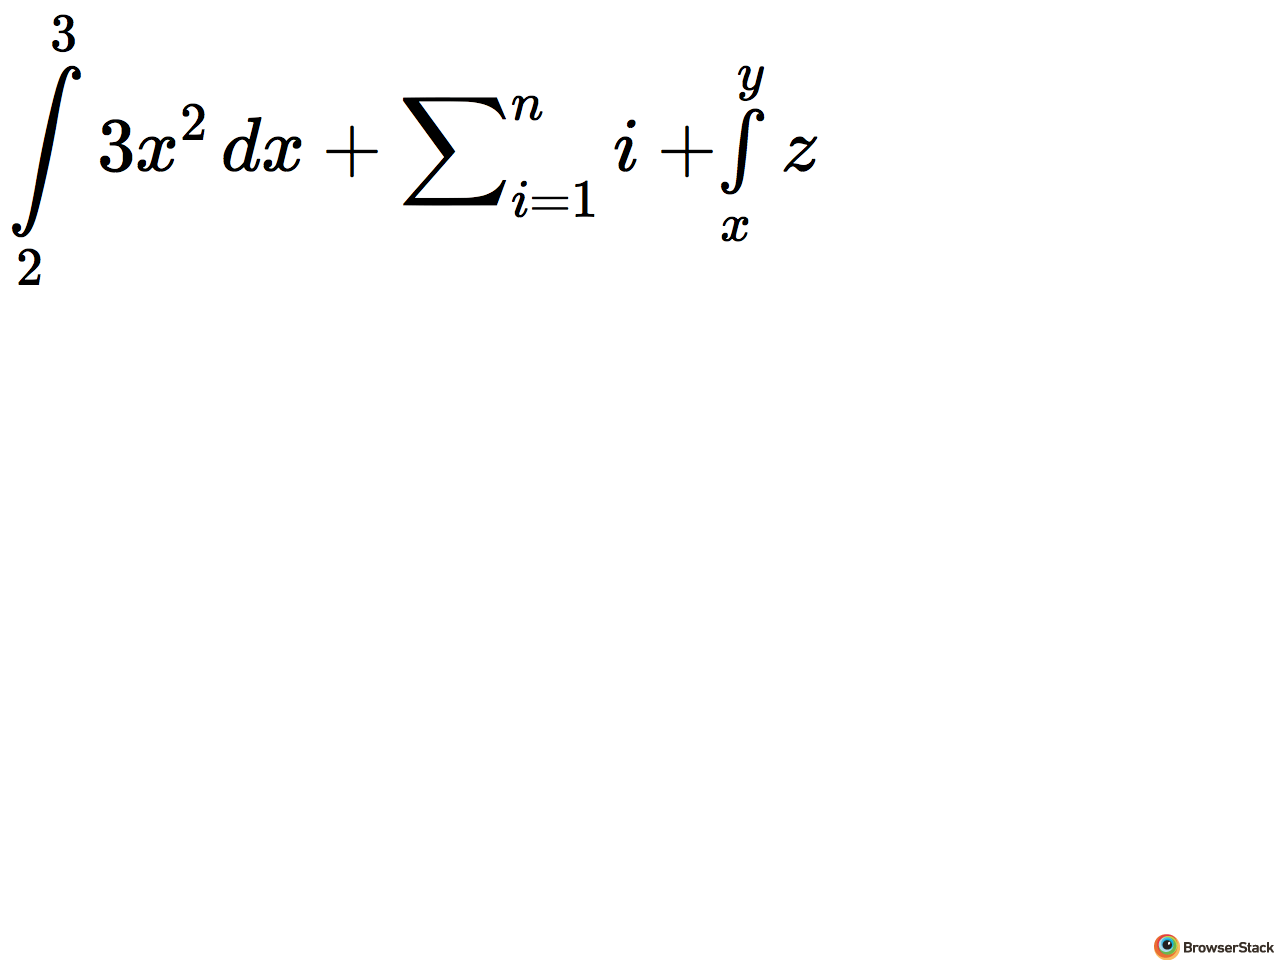 ∫₂³ 3x² dx + ∑ᵢ₌₁ⁿ i + ∫ₓʸ z
BrowserStack